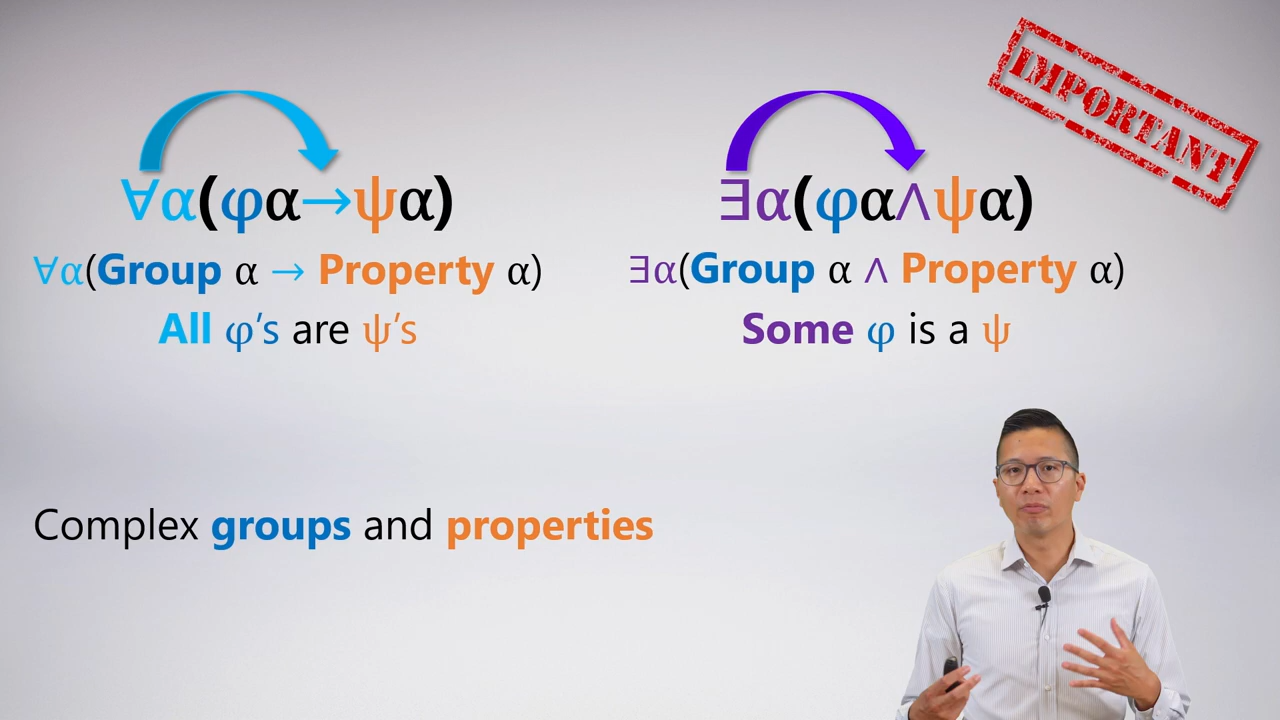 IMPORTANT
∀α(φα→ψα)
∀α(Group α → Property α)
All φ's are ψ's
∃α(φα∧ψα)
∃α(Group α ∧ Property α)
Some φ is a ψ
Complex groups and properties